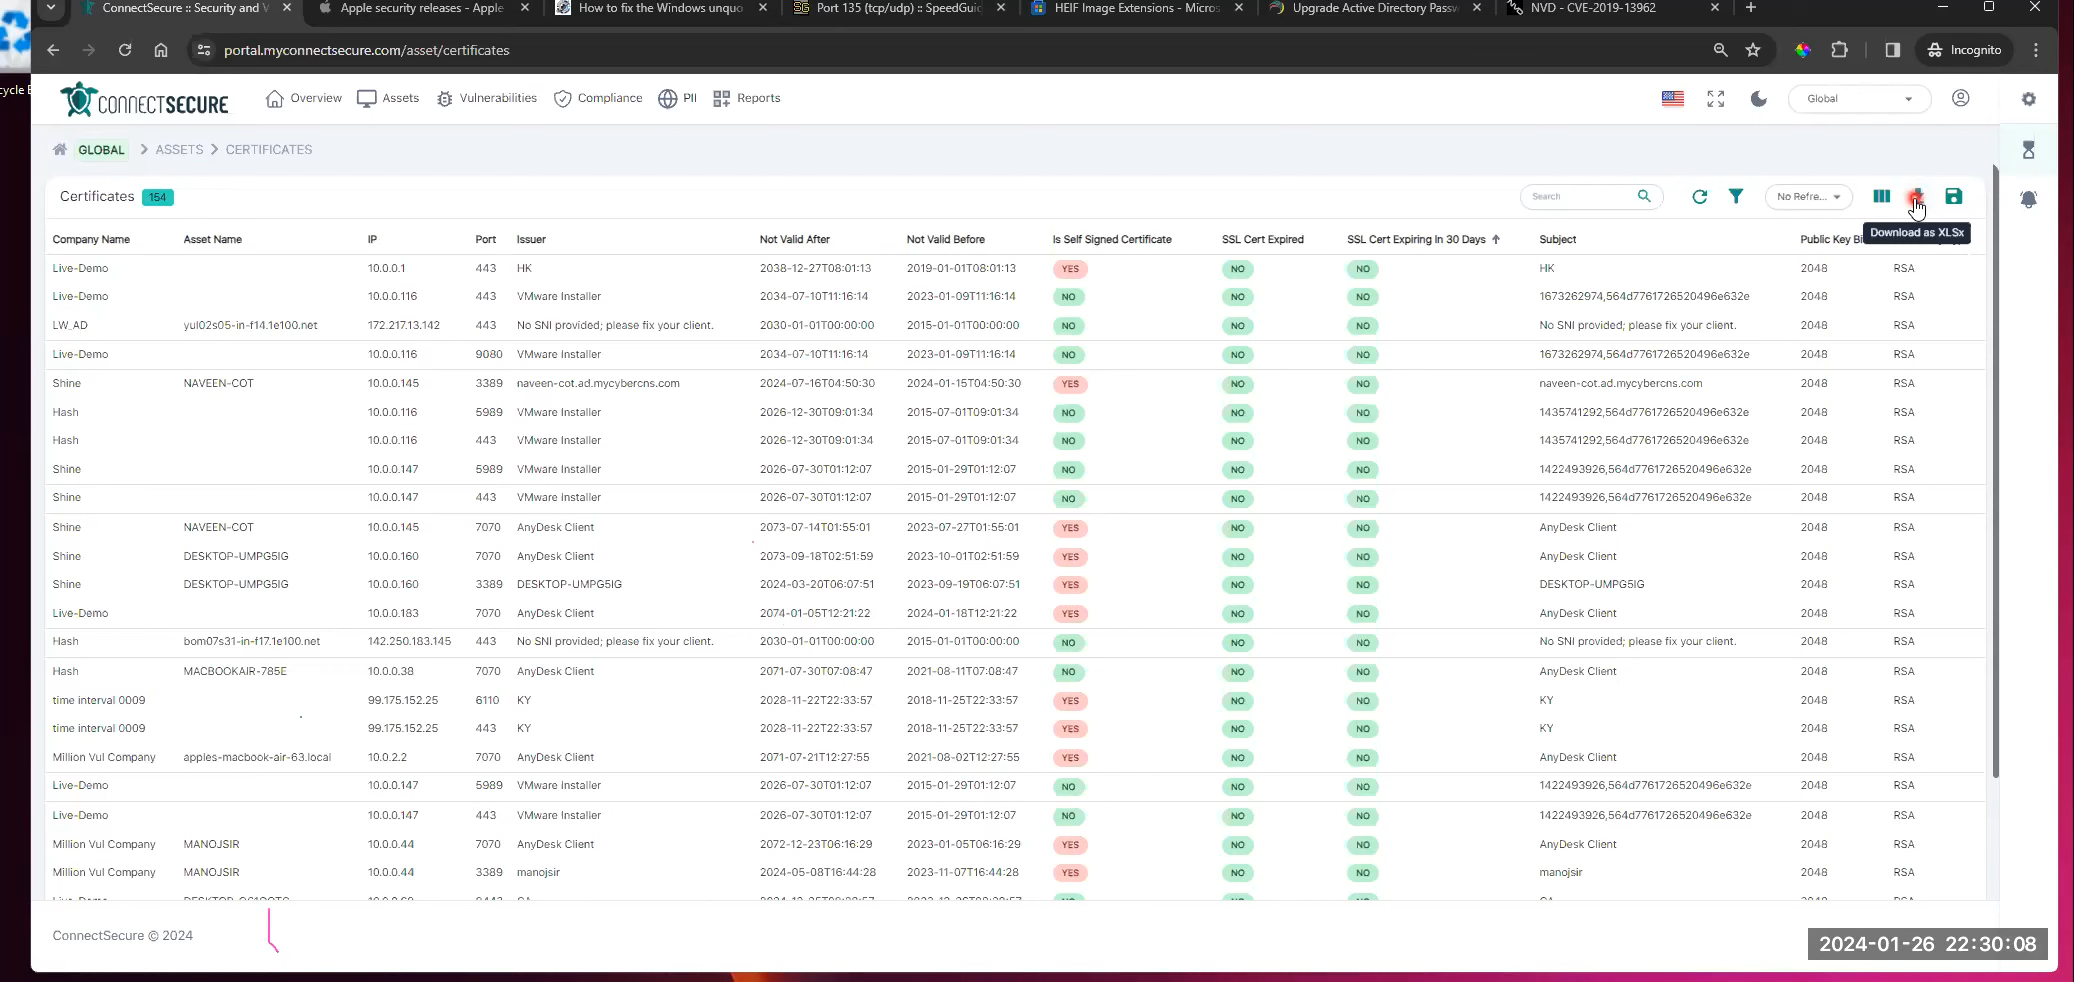 ConnectSecure :: Security and V
Apple security releases - Apple
How to fix the Windows unquo
Port 135 (tcp/udp) :: SpeedGuid
HEIF Image Extensions - Micros
Upgrade Active Directory Passw
NVD - CVE-2019-13962
portal.myconnectsecure.com/asset/certificates
Incognito
cycle
CONNECTSECURE Overview Assets Vulnerabilities Compliance PII Reports Global
GLOBAL > ASSETS > CERTIFICATES
Certificates 154 Search No Refre...
Download as XLSx
Company Name Asset Name IP Port Issuer Not Valid After Not Valid Before Is Self Signed Certificate SSL Cert Expired SSL Cert Expiring In 30 Days Subject Public Key Bi
Live-Demo 10.0.0.1 443 HK 2038-12-27T08:01:13 2019-01-01T08:01:13 YES NO NO HK 2048 RSA
Live-Demo 10.0.0.116 443 VMware Installer 2034-07-10T11:16:14 2023-01-09T11:16:14 NO NO NO 1673262974,564d7761726520496e632e 2048 RSA
LW_AD yul02s05-in-f14.1e100.net 172.217.13.142 443 No SNI provided; please fix your client. 2030-01-01T00:00:00 2015-01-01T00:00:00 NO NO NO No SNI provided; please fix your client. 2048 RSA
Live-Demo 10.0.0.116 9080 VMware Installer 2034-07-10T11:16:14 2023-01-09T11:16:14 NO NO NO 1673262974,564d7761726520496e632e 2048 RSA
Shine NAVEEN-COT 10.0.0.145 3389 naveen-cot.ad.mycybercns.com 2024-07-16T04:50:30 2024-01-15T04:50:30 YES NO NO naveen-cot.ad.mycybercns.com 2048 RSA
Hash 10.0.0.116 5989 VMware Installer 2026-12-30T09:01:34 2015-07-01T09:01:34 NO NO NO 1435741292,564d7761726520496e632e 2048 RSA
Hash 10.0.0.116 443 VMware Installer 2026-12-30T09:01:34 2015-07-01T09:01:34 NO NO NO 1435741292,564d7761726520496e632e 2048 RSA
Shine 10.0.0.147 5989 VMware Installer 2026-07-30T01:12:07 2015-01-29T01:12:07 NO NO NO 1422493926,564d7761726520496e632e 2048 RSA
Shine 10.0.0.147 443 VMware Installer 2026-07-30T01:12:07 2015-01-29T01:12:07 NO NO NO 1422493926,564d7761726520496e632e 2048 RSA
Shine NAVEEN-COT 10.0.0.145 7070 AnyDesk Client 2073-07-14T01:55:01 2023-07-27T01:55:01 YES NO NO AnyDesk Client 2048 RSA
Shine DESKTOP-UMPG5IG 10.0.0.160 7070 AnyDesk Client 2073-09-18T02:51:59 2023-10-01T02:51:59 YES NO NO AnyDesk Client 2048 RSA
Shine DESKTOP-UMPG5IG 10.0.0.160 3389 DESKTOP-UMPG5IG 2024-03-20T06:07:51 2023-09-19T06:07:51 YES NO NO DESKTOP-UMPG5IG 2048 RSA
Live-Demo 10.0.0.183 7070 AnyDesk Client 2074-01-05T12:21:22 2024-01-18T12:21:22 YES NO NO AnyDesk Client 2048 RSA
Hash bom07s31-in-f17.1e100.net 142.250.183.145 443 No SNI provided; please fix your client. 2030-01-01T00:00:00 2015-01-01T00:00:00 NO NO NO No SNI provided; please fix your client. 2048 RSA
Hash MACBOOKAIR-785E 10.0.0.38 7070 AnyDesk Client 2071-07-30T07:08:47 2021-08-11T07:08:47 NO NO NO AnyDesk Client 2048 RSA
time interval 0009 99.175.152.25 6110 KY 2028-11-22T22:33:57 2018-11-25T22:33:57 YES NO NO KY 2048 RSA
time interval 0009 99.175.152.25 443 KY 2028-11-22T22:33:57 2018-11-25T22:33:57 YES NO NO KY 2048 RSA
Million Vul Company apples-macbook-air-63.local 10.0.2.2 7070 AnyDesk Client 2071-07-21T12:27:55 2021-08-02T12:27:55 YES NO NO AnyDesk Client 2048 RSA
Live-Demo 10.0.0.147 5989 VMware Installer 2026-07-30T01:12:07 2015-01-29T01:12:07 NO NO NO 1422493926,564d7761726520496e632e 2048 RSA
Live-Demo 10.0.0.147 443 VMware Installer 2026-07-30T01:12:07 2015-01-29T01:12:07 NO NO NO 1422493926,564d7761726520496e632e 2048 RSA
Million Vul Company MANOJSIR 10.0.0.44 7070 AnyDesk Client 2072-12-23T06:16:29 2023-01-05T06:16:29 YES NO NO AnyDesk Client 2048 RSA
Million Vul Company MANOJSIR 10.0.0.44 3389 manojsir 2024-05-08T16:44:28 2023-11-07T16:44:28 YES NO NO manojsir 2048 RSA
ConnectSecure © 2024
2024-01-26 22:30:08